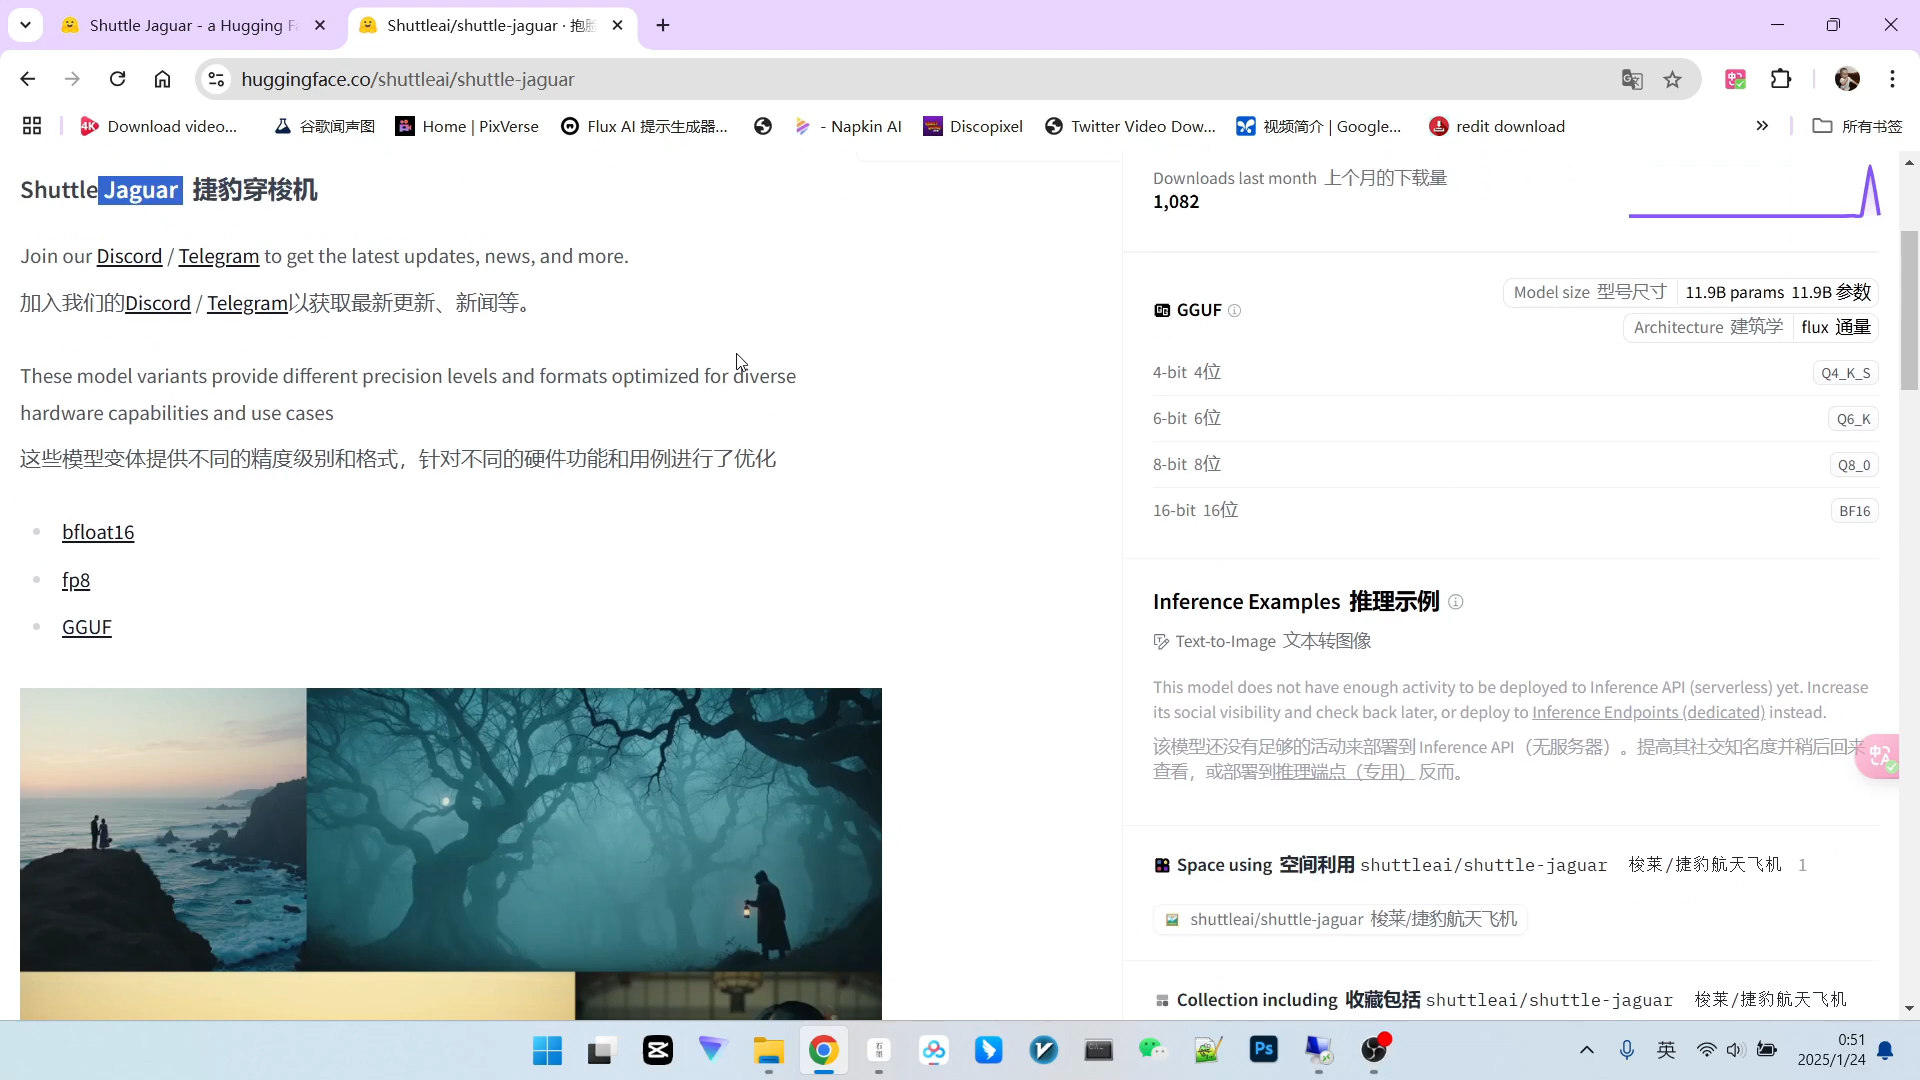 Shuttle Jaguar - a Hugging F
Shuttleai/shuttle-jaguar · 抱脸
huggingface.co/shuttleai/shuttle-jaguar
Download video...
谷歌闻声图
Home | PixVerse
Flux AI 提示生成器...
- Napkin AI
Discopixel
Twitter Video Dow...
视频简介 | Google...
redit download
所有书签
Shuttle Jaguar 捷豹穿梭机
Join our Discord / Telegram to get the latest updates, news, and more.
加入我们的Discord / Telegram以获取最新更新、新闻等。
These model variants provide different precision levels and formats optimized for diverse
hardware capabilities and use cases
这些模型变体提供不同的精度级别和格式，针对不同的硬件功能和用例进行了优化
bfloat16
fp8
GGUF
Downloads last month 上个月的下载量
1,082
GGUF
Model size 型号尺寸 11.9B params 11.9B 参数
Architecture 建筑学 flux 通量
4-bit 4位 Q4_K_S
6-bit 6位 Q6_K
8-bit 8位 Q8_0
16-bit 16位 BF16
Inference Examples 推理示例
Text-to-Image 文本转图像
This model does not have enough activity to be deployed to Inference API (serverless) yet. Increase
its social visibility and check back later, or deploy to Inference Endpoints (dedicated) instead.
该模型还没有足够的活动来部署到 Inference API（无服务器）。提高其社交知名度并稍后回来
查看，或部署到推理端点（专用） 反而。
Space using 空间利用 shuttleai/shuttle-jaguar 梭莱/捷豹航天飞机 1
shuttleai/shuttle-jaguar 梭莱/捷豹航天飞机
Collection including 收藏包括 shuttleai/shuttle-jaguar 梭莱/捷豹航天飞机
Ps
英
0:51
2025/1/24